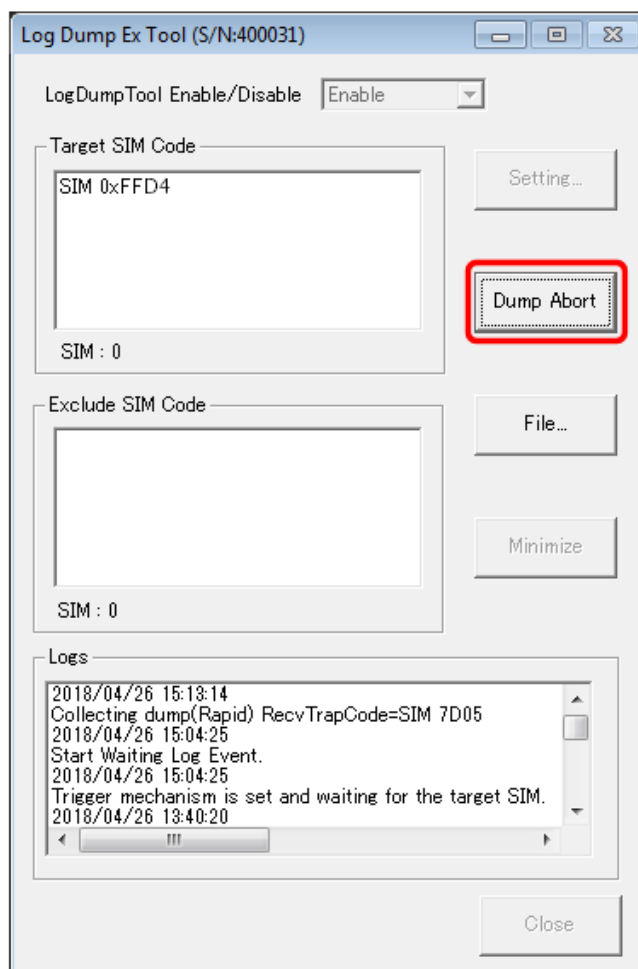 Log Dump Ex Tool (S/N:400031)
LogDumpTool Enable/Disable Enable
Target SIM Code
SIM 0xFFD4
Setting...
Dump Abort
SIM : 0
Exclude SIM Code
File...
Minimize
SIM : 0
Logs
2018/04/26 15:13:14
Collecting dump(Rapid) RecvTrapCode=SIM 7D05
2018/04/26 15:04:25
Start Waiting Log Event.
2018/04/26 15:04:25
Trigger mechanism is set and waiting for the target SIM.
2018/04/26 13:40:20
Close